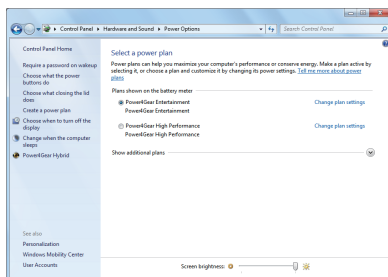 Control Panel ▸ Hardware and Sound ▸ Power Options
Search Control Panel
Control Panel Home
Require a password on wakeup
Choose what the power
buttons do
Choose what closing the lid
does
Create a power plan
Choose when to turn off the
display
Change when the computer
sleeps
Power4Gear Hybrid
See also
Personalization
Windows Mobility Center
User Accounts
Select a power plan
Power plans can help you maximize your computer's performance or conserve energy. Make a plan active by
selecting it, or choose a plan and customize it by changing its power settings. Tell me more about power
plans
Plans shown on the battery meter
Power4Gear Entertainment Change plan settings
Power4Gear Entertainment
Power4Gear High Performance Change plan settings
Power4Gear High Performance
Show additional plans
Screen brightness: